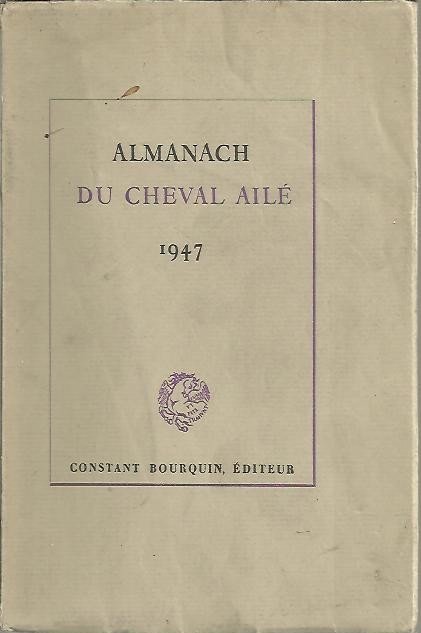 ALMANACH
DU CHEVAL AILÉ
1947
CONSTANT BOURQUIN, ÉDITEUR